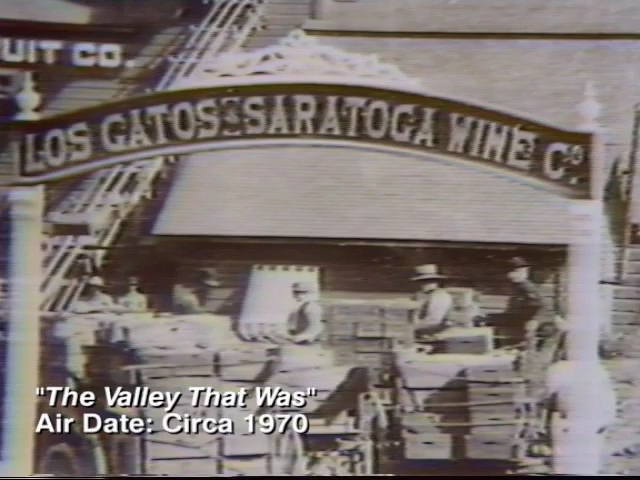 UIT CO.
LOS GATOS & SARATOGA WINE CO.
"The Valley That Was"
Air Date: Circa 1970